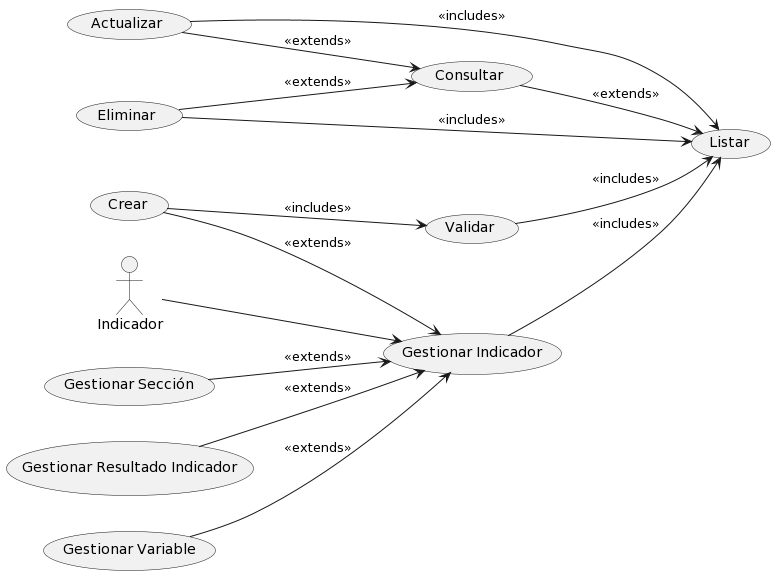 Actualizar
«includes»
«extends»
Consultar
«extends»
«extends»
Eliminar
«includes»
Listar
«includes»
Crear
«includes»
Validar
«includes»
«extends»
Indicador
Gestionar Indicador
«extends»
Gestionar Sección
«extends»
Gestionar Resultado Indicador
«extends»
Gestionar Variable